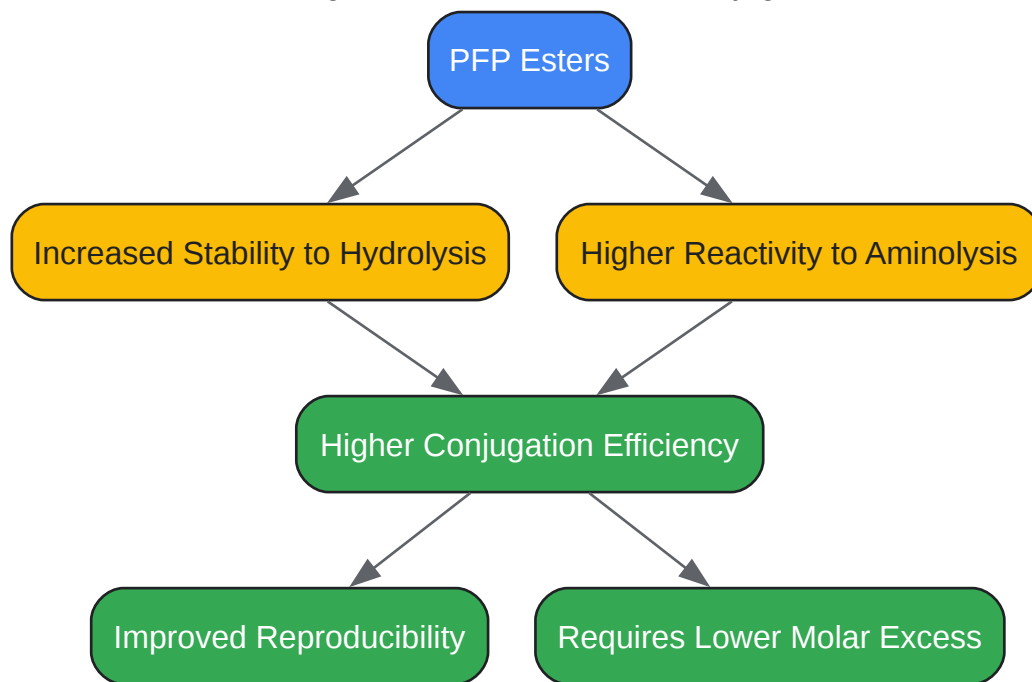 PFP Esters
Increased Stability to Hydrolysis
Higher Reactivity to Aminolysis
Higher Conjugation Efficiency
Improved Reproducibility
Requires Lower Molar Excess